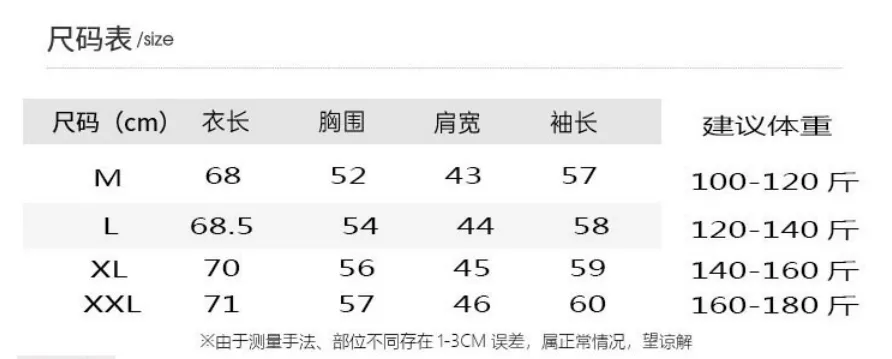 尺码表/size
尺码（cm） 衣长 胸围 肩宽 袖长 建议体重
M 68 52 43 57 100-120 斤
L 68.5 54 44 58 120-140 斤
XL 70 56 45 59 140-160 斤
XXL 71 57 46 60 160-180 斤
※由于测量手法、部位不同存在1-3CM误差，属正常情况，望谅解